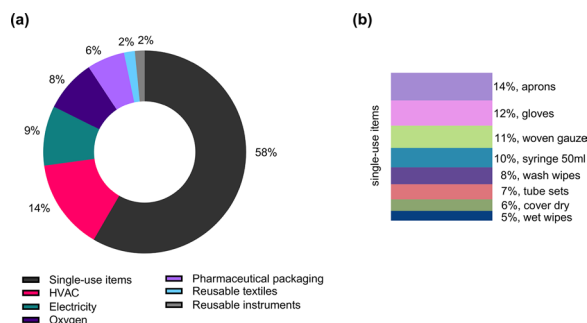 (a)
(b)
2%
2%
6%
8%
9%
14%
58%
Single-use items
HVAC
Electricity
Oxygen
Pharmaceutical packaging
Reusable textiles
Reusable instruments
single-use items
14%, aprons
12%, gloves
11%, woven gauze
10%, syringe 50ml
8%, wash wipes
7%, tube sets
6%, cover dry
5%, wet wipes